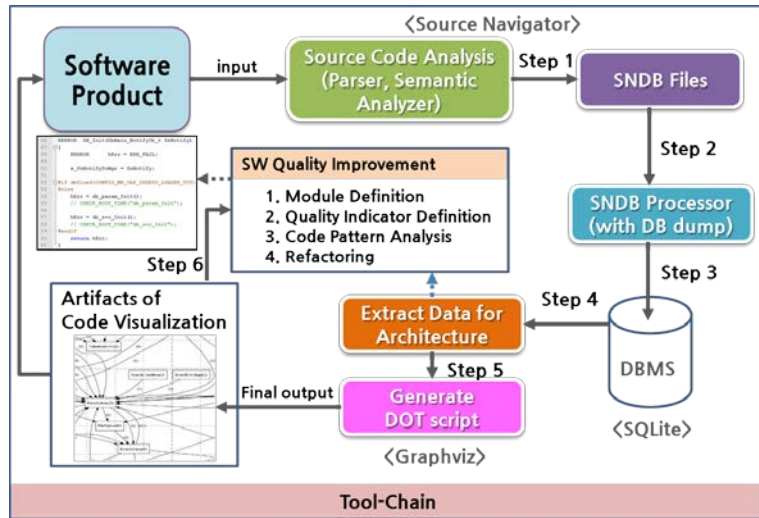 <Source Navigator>
Software
Product
input
Source Code Analysis
(Parser, Semantic
Analyzer)
Step 1
SNDB Files
Step 2
SNDB Processor
(with DB dump)
Step 3
DBMS
<SQLite>
Step 4
Extract Data for
Architecture
Step 5
Generate
DOT script
<Graphviz>
Final output
Artifacts of
Code Visualization
Step 6
SW Quality Improvement
1. Module Definition
2. Quality Indicator Definition
3. Code Pattern Analysis
4. Refactoring
Tool-Chain